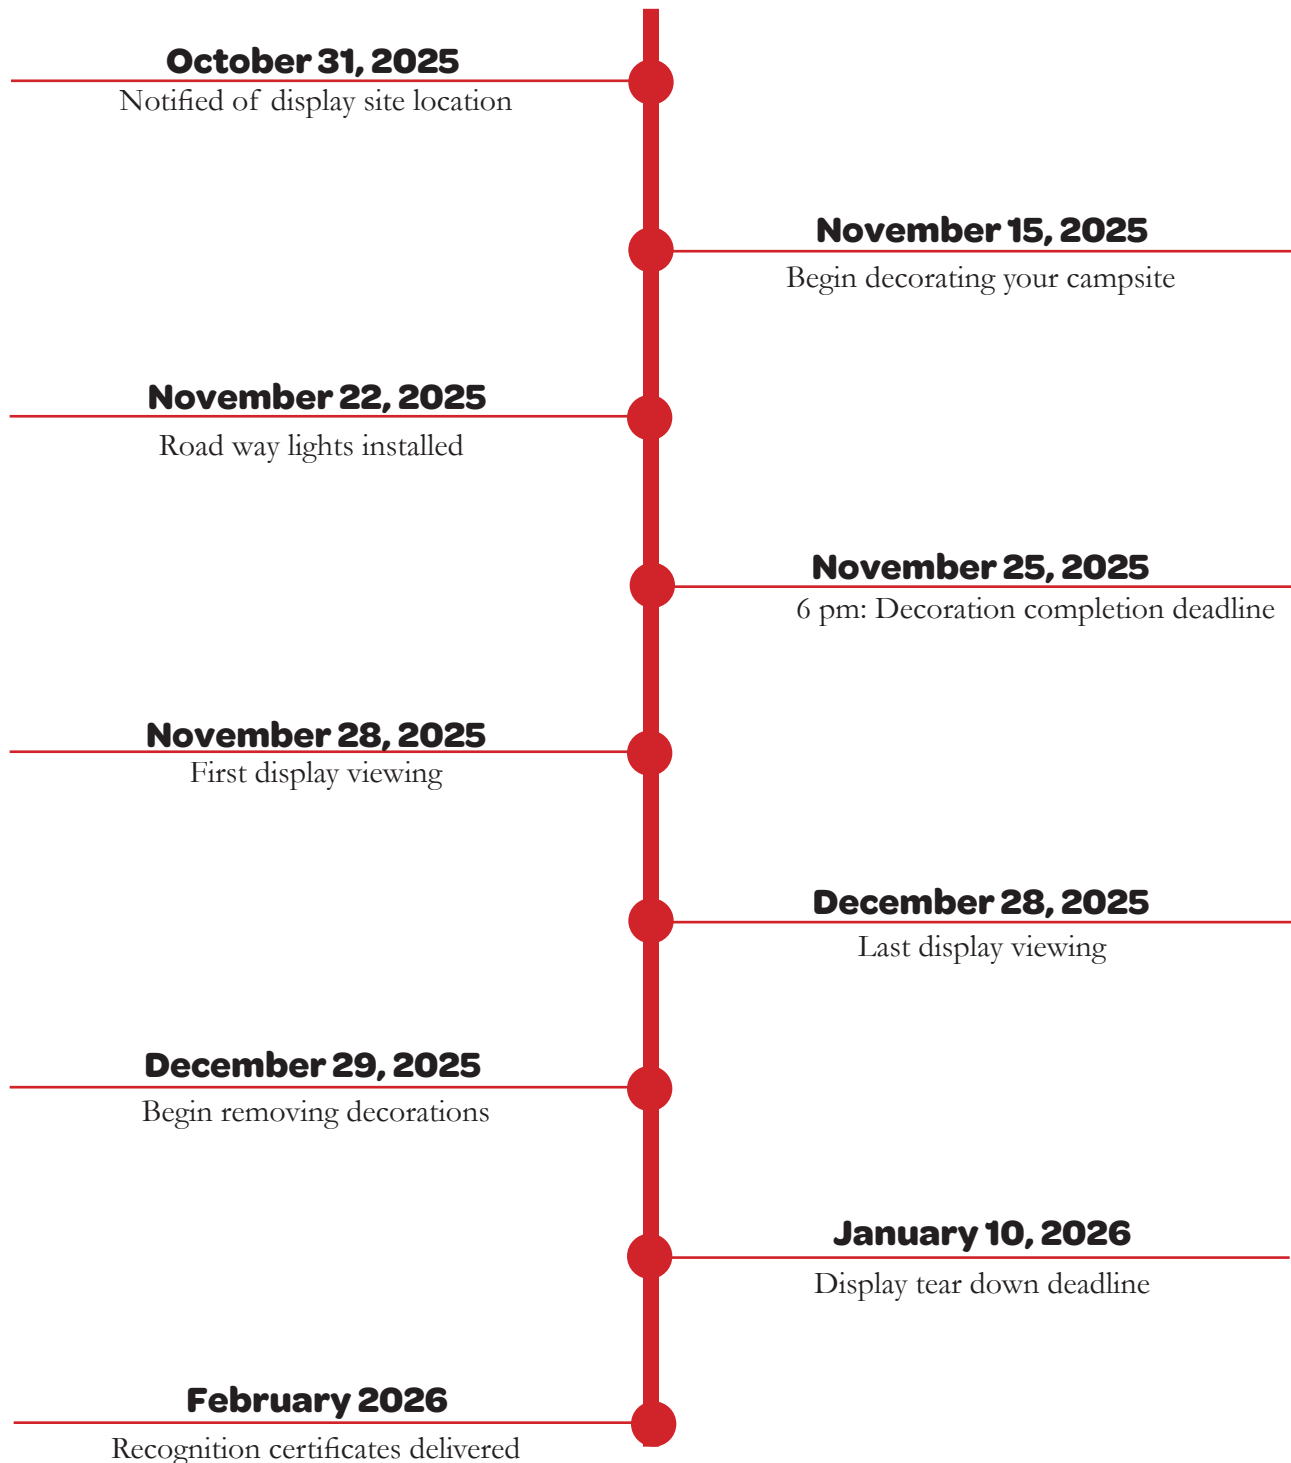 October 31, 2025
Notified of display site location
November 15, 2025
Begin decorating your campsite
November 22, 2025
Road way lights installed
November 25, 2025
6 pm: Decoration completion deadline
November 28, 2025
First display viewing
December 28, 2025
Last display viewing
December 29, 2025
Begin removing decorations
January 10, 2026
Display tear down deadline
February 2026
Recognition certificates delivered